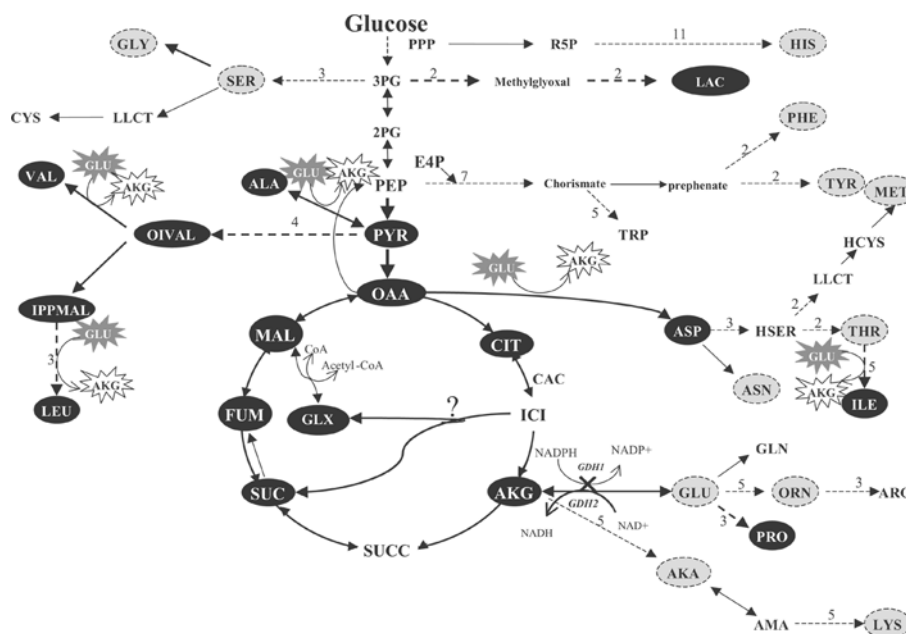 Glucose
GLY
PPP
R5P
11
HIS
SER
3
3PG
2
Methylglyoxal
2
LAC
CYS
LLCT
2PG
PHE
2
VAL
GLU
AKG
ALA
GLU
AKG
PEP
E4P
7
Chorismate
prephenate
2
TYR
MET
5
TRP
OIVAL
4
PYR
HCYS
GLU
AKG
LLCT
OAA
2
IPPMAL
GLU
MAL
CIT
ASP
3
HSER
2
THR
CoA
Acetyl-CoA
GLU
5
3
AKG
CAC
AKG
ILE
LEU
FUM
GLX
?
ICI
ASN
NADPH
NADP+
GDH1
GLN
SUC
AKG
GLU
5
ORN
3
ARG
GDH2
NADH
5
NAD+
3
PRO
SUCC
AKA
AMA
5
LYS